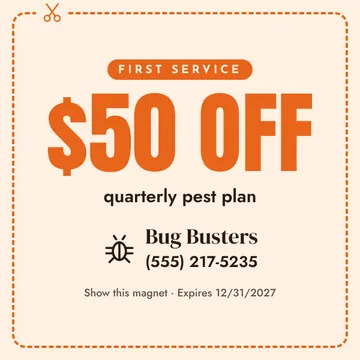 FIRST SERVICE
$50 OFF
quarterly pest plan
Bug Busters
(555) 217-5235
Show this magnet · Expires 12/31/2027